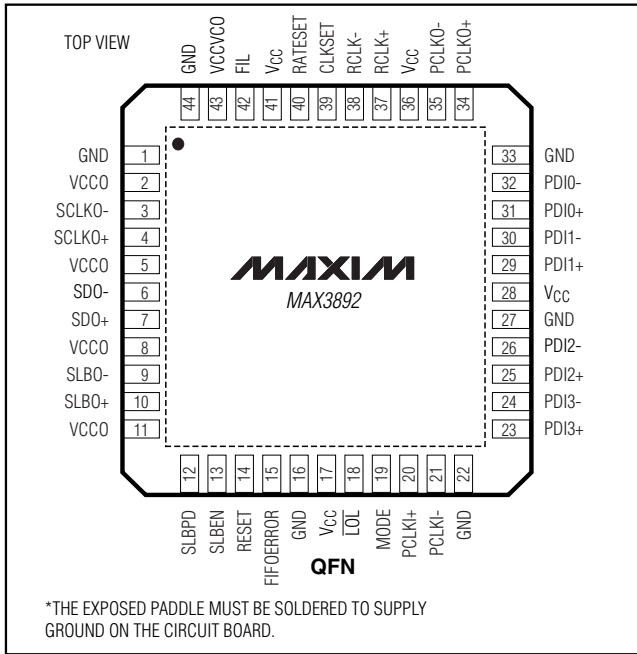 TOP VIEW
GND
VCCVCO
FIL
VCC
RATESET
CLKSET
RCLK-
RCLK+
VCC
PCLKO-
PCLKO+
44
43
42
41
40
39
38
37
36
35
34
GND 1
VCCO 2
SCLKO- 3
SCLKO+ 4
VCCO 5
SDO- 6
SDO+ 7
VCCO 8
SLBO- 9
SLBO+ 10
VCCO 11
MAXIM
MAX3892
33 GND
32 PDI0-
31 PDI0+
30 PDI1-
29 PDI1+
28 VCC
27 GND
26 PDI2-
25 PDI2+
24 PDI3-
23 PDI3+
12
13
14
15
16
17
18
19
20
21
22
SLBPD
SLBEN
RESET
FIFOERROR
GND
VCC
LOL
MODE
PCLKI+
PCLKI-
GND
QFN
*THE EXPOSED PADDLE MUST BE SOLDERED TO SUPPLY
GROUND ON THE CIRCUIT BOARD.